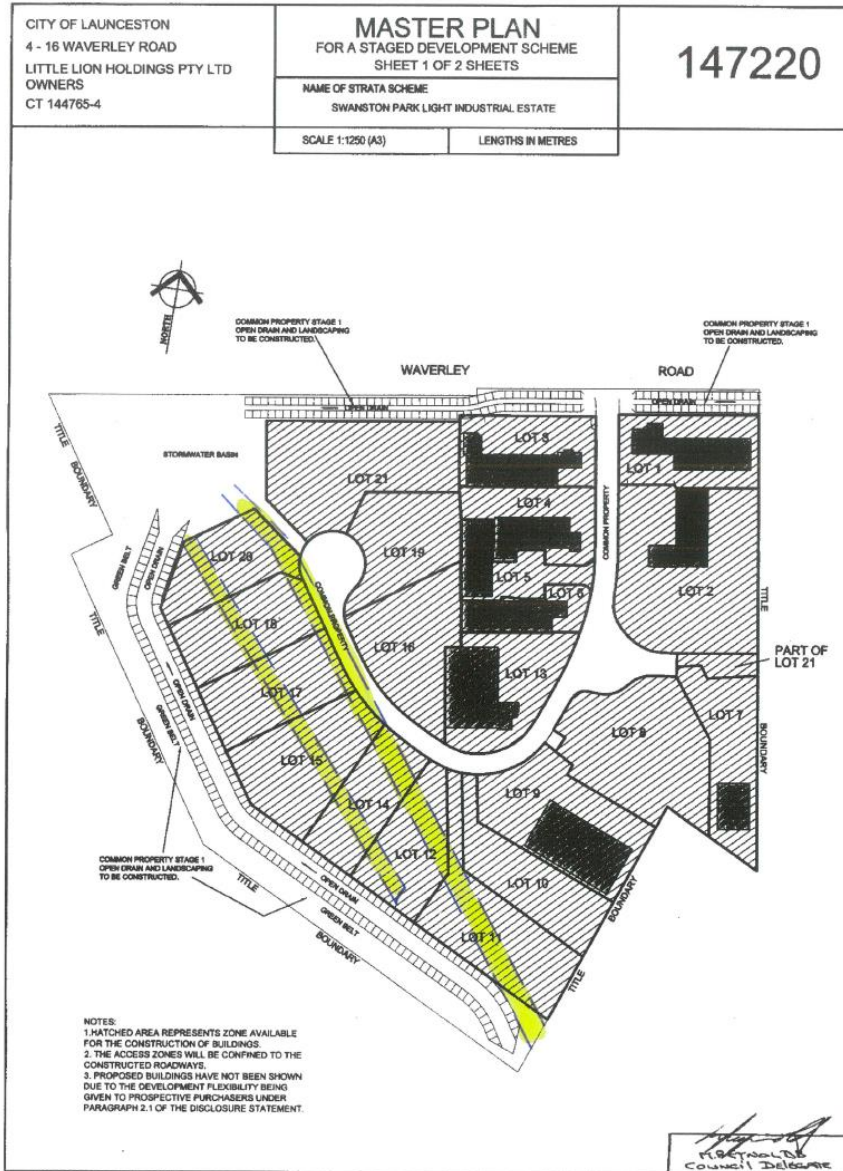 CITY OF LAUNCESTON
4 - 16 WAVERLEY ROAD
LITTLE LION HOLDINGS PTY LTD
OWNERS
CT 144765-4
MASTER PLAN
FOR A STAGED DEVELOPMENT SCHEME
SHEET 1 OF 2 SHEETS
NAME OF STRATA SCHEME
SWANSTON PARK LIGHT INDUSTRIAL ESTATE
SCALE 1:1250 (A3)
LENGTHS IN METRES
147220
NORTH
COMMON PROPERTY STAGE 1
OPEN DRAIN AND LANDSCAPING
TO BE CONSTRUCTED.
COMMON PROPERTY STAGE 1
OPEN DRAIN AND LANDSCAPING
TO BE CONSTRUCTED.
WAVERLEY ROAD
OPEN DRAIN
OPEN DRAIN
TITLE BOUNDARY
STORMWATER BASIN
LOT 21
LOT 3
LOT 1
LOT 4
COMMON PROPERTY
LOT 20
LOT 19
LOT 5
LOT 6
LOT 2
GREEN BELT
OPEN DRAIN
COMMON PROPERTY
LOT 18
LOT 16
LOT 13
TITLE
PART OF
LOT 21
TITLE
LOT 17
LOT 8
LOT 7
BOUNDARY
OPEN DRAIN
GREEN BELT
BOUNDARY
LOT 15
LOT 9
LOT 14
LOT 12
LOT 10
COMMON PROPERTY STAGE 1
OPEN DRAIN AND LANDSCAPING
TO BE CONSTRUCTED.
TITLE
OPEN DRAIN
GREEN BELT
BOUNDARY
LOT 11
BOUNDARY
TITLE
NOTES:
1.HATCHED AREA REPRESENTS ZONE AVAILABLE
FOR THE CONSTRUCTION OF BUILDINGS.
2. THE ACCESS ZONES WILL BE CONFINED TO THE
CONSTRUCTED ROADWAYS.
3. PROPOSED BUILDINGS HAVE NOT BEEN SHOWN
DUE TO THE DEVELOPMENT FLEXIBILITY BEING
GIVEN TO PROSPECTIVE PURCHASERS UNDER
PARAGRAPH 2.1 OF THE DISCLOSURE STATEMENT.
COUNCIL DELEGATE